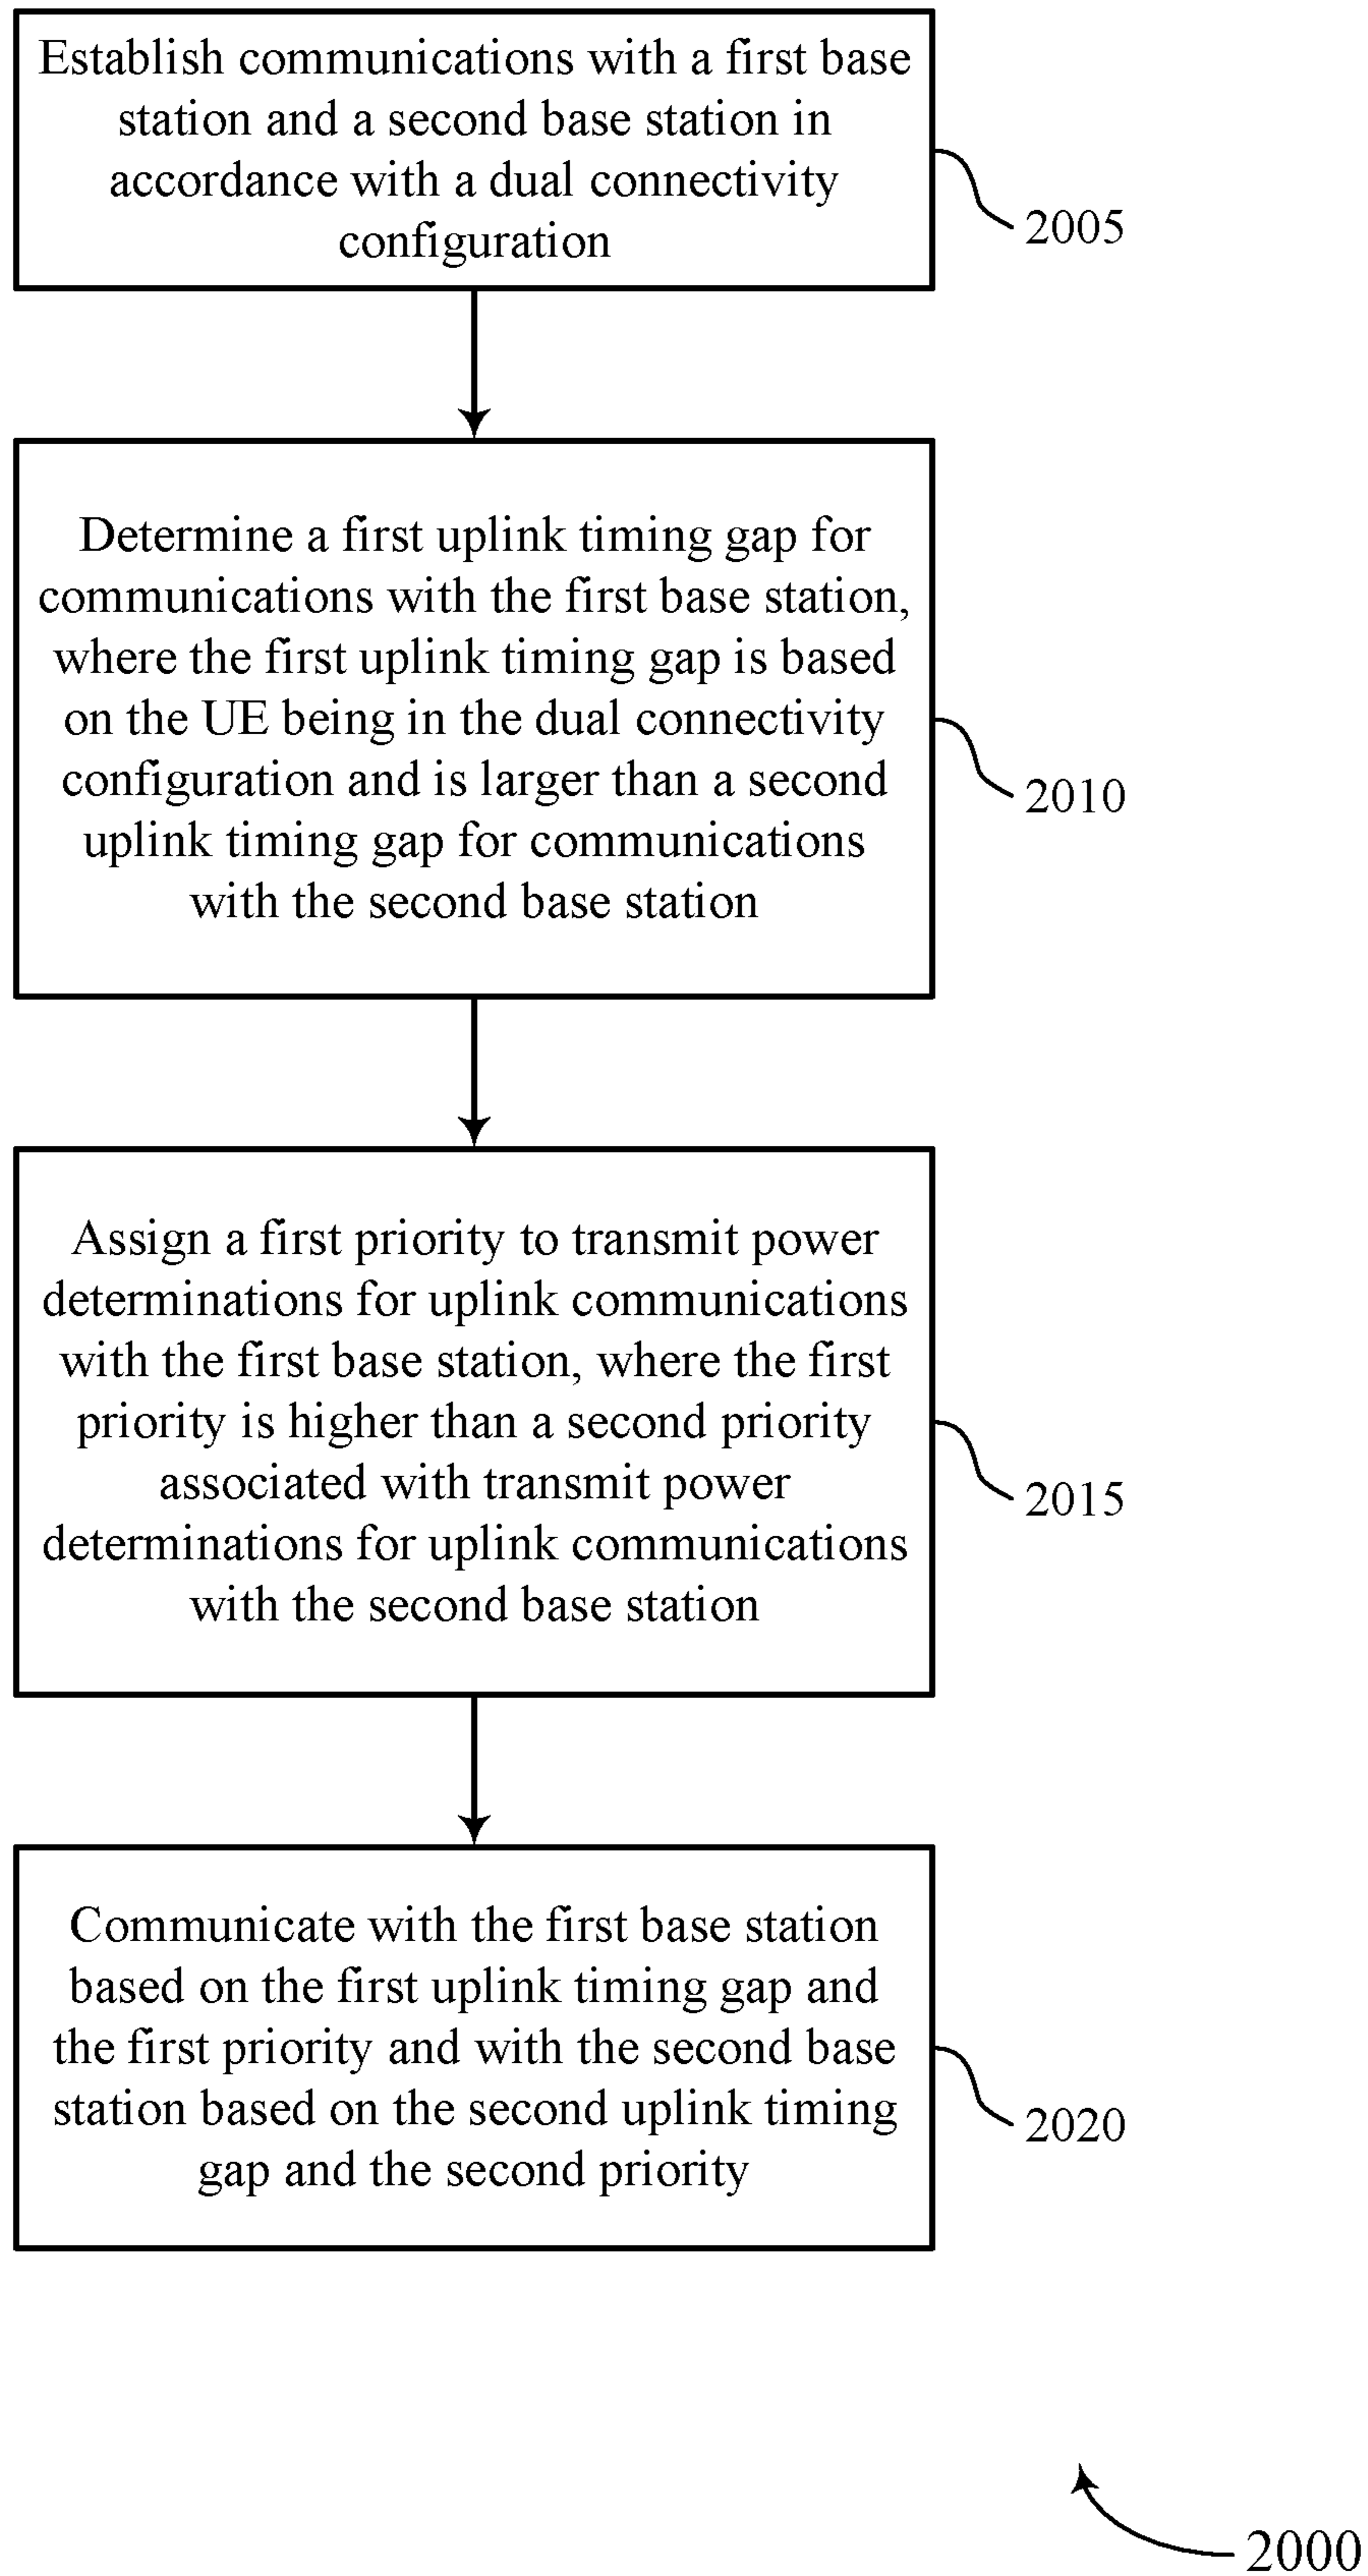 Establish communications with a first base
station and a second base station in
accordance with a dual connectivity
configuration
2005
Determine a first uplink timing gap for
communications with the first base station,
where the first uplink timing gap is based
on the UE being in the dual connectivity
configuration and is larger than a second
uplink timing gap for communications
with the second base station
2010
Assign a first priority to transmit power
determinations for uplink communications
with the first base station, where the first
priority is higher than a second priority
associated with transmit power
determinations for uplink communications
with the second base station
2015
Communicate with the first base station
based on the first uplink timing gap and
the first priority and with the second base
station based on the second uplink timing
gap and the second priority
2020
2000